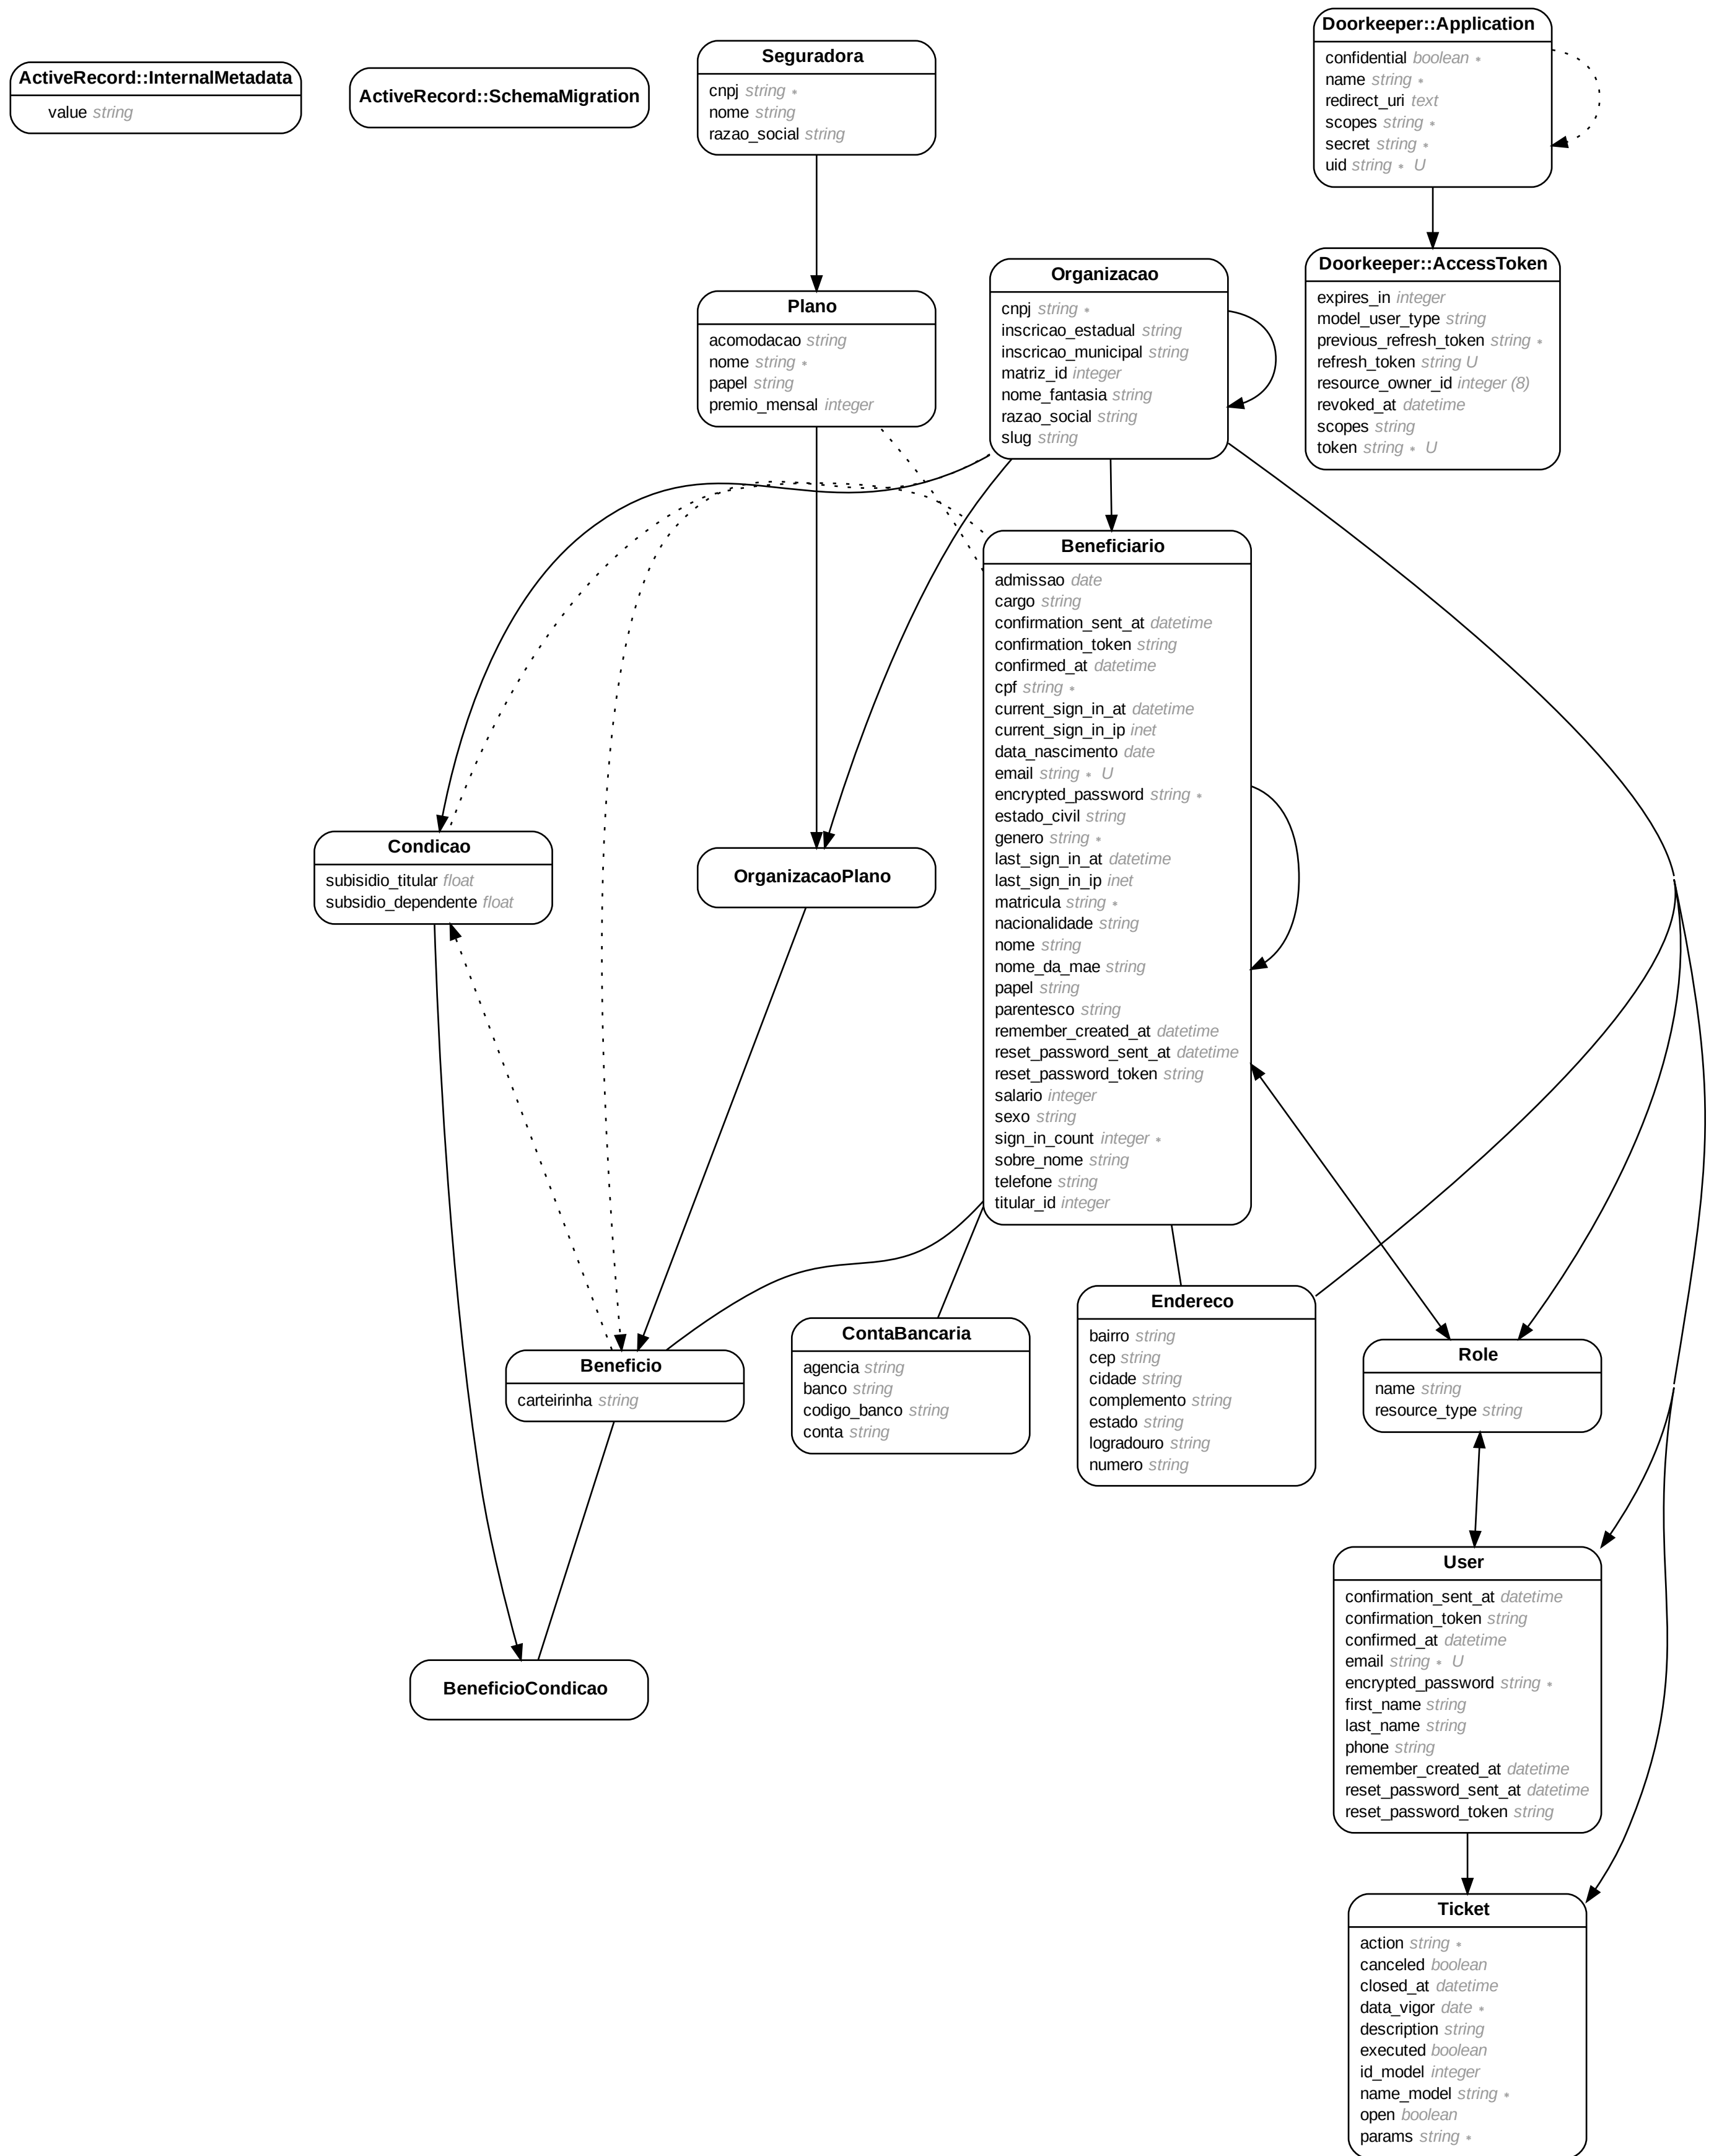 ActiveRecord::InternalMetadata
value string
ActiveRecord::SchemaMigration
Seguradora
cnpj string *
nome string
razao_social string
Doorkeeper::Application
confidential boolean *
name string *
redirect_uri text
scopes string *
secret string *
uid string * U
Plano
acomodacao string
nome string *
papel string
premio_mensal integer
Organizacao
cnpj string *
inscricao_estadual string
inscricao_municipal string
matriz_id integer
nome_fantasia string
razao_social string
slug string
Doorkeeper::AccessToken
expires_in integer
model_user_type string
previous_refresh_token string *
refresh_token string U
resource_owner_id integer (8)
revoked_at datetime
scopes string
token string * U
Beneficiario
admissao date
cargo string
confirmation_sent_at datetime
confirmation_token string
confirmed_at datetime
cpf string *
current_sign_in_at datetime
current_sign_in_ip inet
data_nascimento date
email string * U
encrypted_password string *
estado_civil string
genero string *
last_sign_in_at datetime
last_sign_in_ip inet
matricula string *
nacionalidade string
nome string
nome_da_mae string
papel string
parentesco string
remember_created_at datetime
reset_password_sent_at datetime
reset_password_token string
salario integer
sexo string
sign_in_count integer *
sobre_nome string
telefone string
titular_id integer
Condicao
subisidio_titular float
subsidio_dependente float
OrganizacaoPlano
Beneficio
carteirinha string
ContaBancaria
agencia string
banco string
codigo_banco string
conta string
Endereco
bairro string
cep string
cidade string
complemento string
estado string
logradouro string
numero string
Role
name string
resource_type string
BeneficioCondicao
User
confirmation_sent_at datetime
confirmation_token string
confirmed_at datetime
email string * U
encrypted_password string *
first_name string
last_name string
phone string
remember_created_at datetime
reset_password_sent_at datetime
reset_password_token string
Ticket
action string *
canceled boolean
closed_at datetime
data_vigor date *
description string
executed boolean
id_model integer
name_model string *
open boolean
params string *